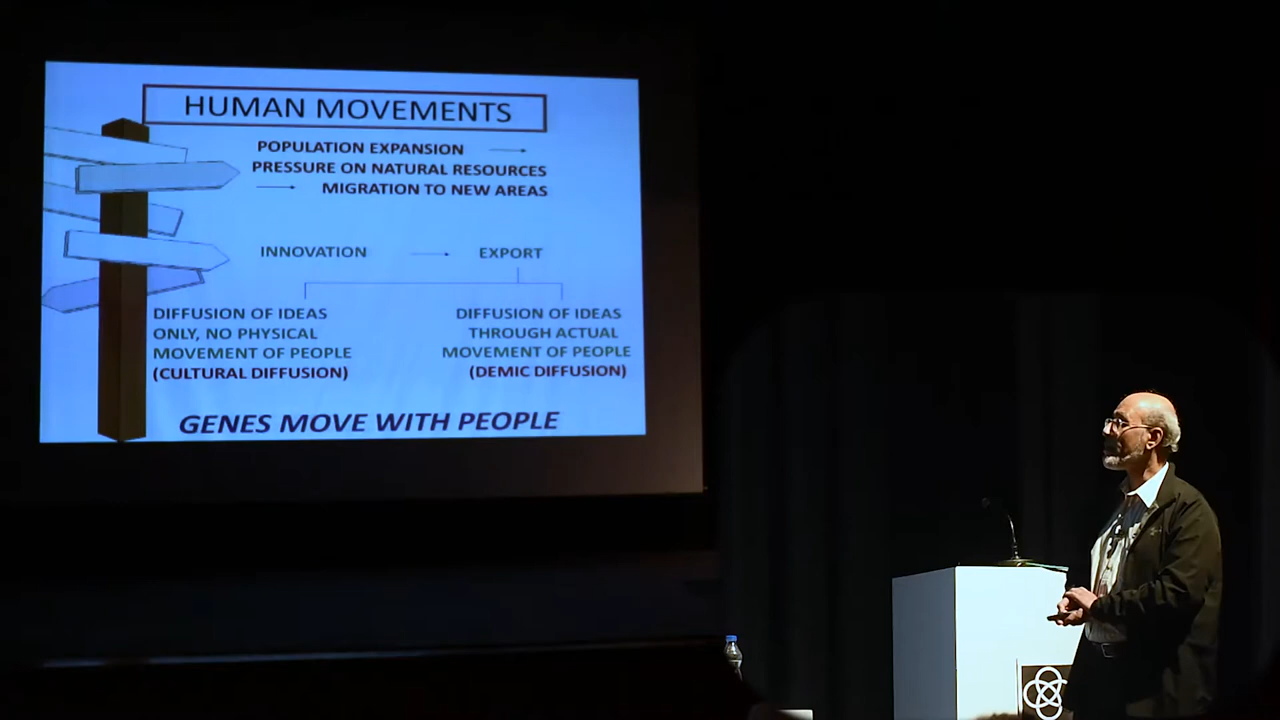 HUMAN MOVEMENTS
POPULATION EXPANSION →
PRESSURE ON NATURAL RESOURCES
→ MIGRATION TO NEW AREAS
INNOVATION → EXPORT
DIFFUSION OF IDEAS
ONLY, NO PHYSICAL
MOVEMENT OF PEOPLE
(CULTURAL DIFFUSION)
DIFFUSION OF IDEAS
THROUGH ACTUAL
MOVEMENT OF PEOPLE
(DEMIC DIFFUSION)
GENES MOVE WITH PEOPLE